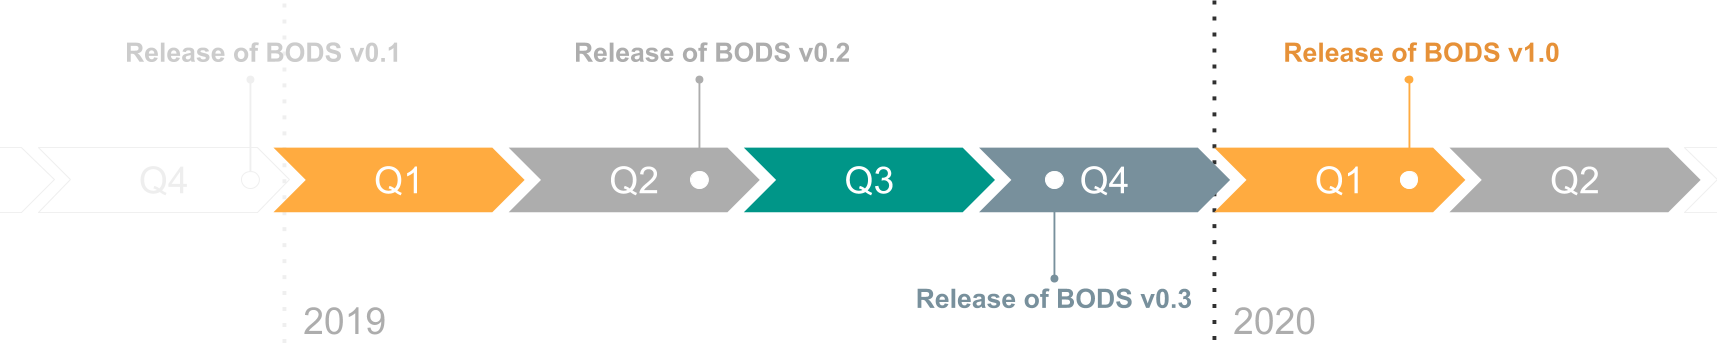 Release of BODS v0.1
Release of BODS v0.2
Release of BODS v1.0
Q4
Q1
Q2
Q3
Q4
Q1
Q2
Release of BODS v0.3
2019
2020